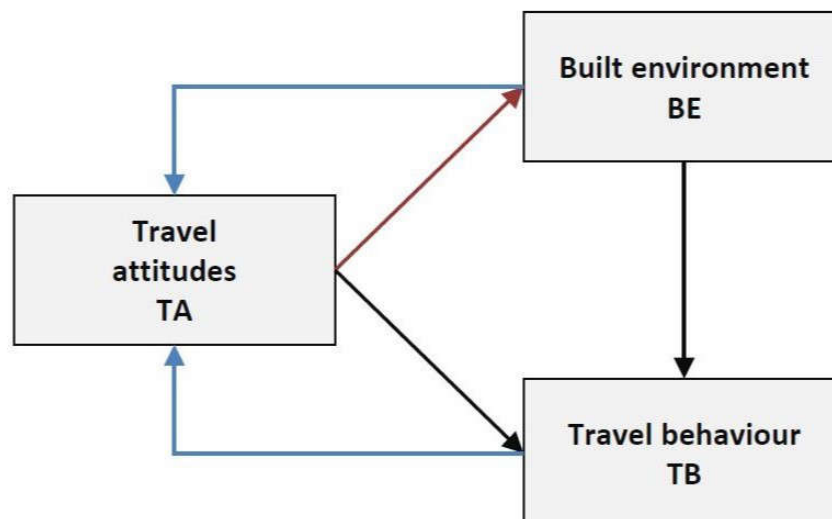 Built environment
BE
Travel
attitudes
TA
Travel behaviour
TB